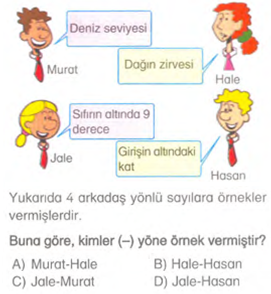 Deniz seviyesi
Murat
Dağın zirvesi
Hale
Sıfırın altında 9
derece
Jale
Girişin altındaki
kat
Hasan
Yukarıda 4 arkadaş yönlü sayılara örnekler
vermişlerdir.
Buna göre, kimler (–) yöne örnek vermiştir?
A) Murat-Hale B) Hale-Hasan
C) Jale-Murat D) Jale-Hasan